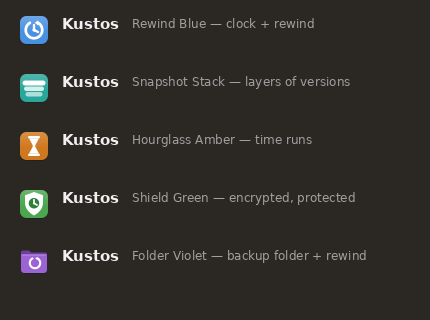 Kustos Rewind Blue — clock + rewind
Kustos Snapshot Stack — layers of versions
Kustos Hourglass Amber — time runs
Kustos Shield Green — encrypted, protected
Kustos Folder Violet — backup folder + rewind